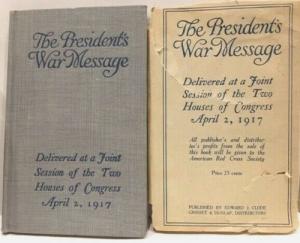 The President's
War Message
Delivered at a Joint
Session of the Two
Houses of Congress
April 2, 1917
The President's
War Message
Delivered at a Joint
Session of the Two
Houses of Congress
April 2, 1917
All publisher's and distribu-
tor's profits from the sale of
this book will be given to the
American Red Cross Society
Price 25 cents
PUBLISHED BY EDWARD J. CLODE
GROSSET & DUNLAP, DISTRIBUTORS